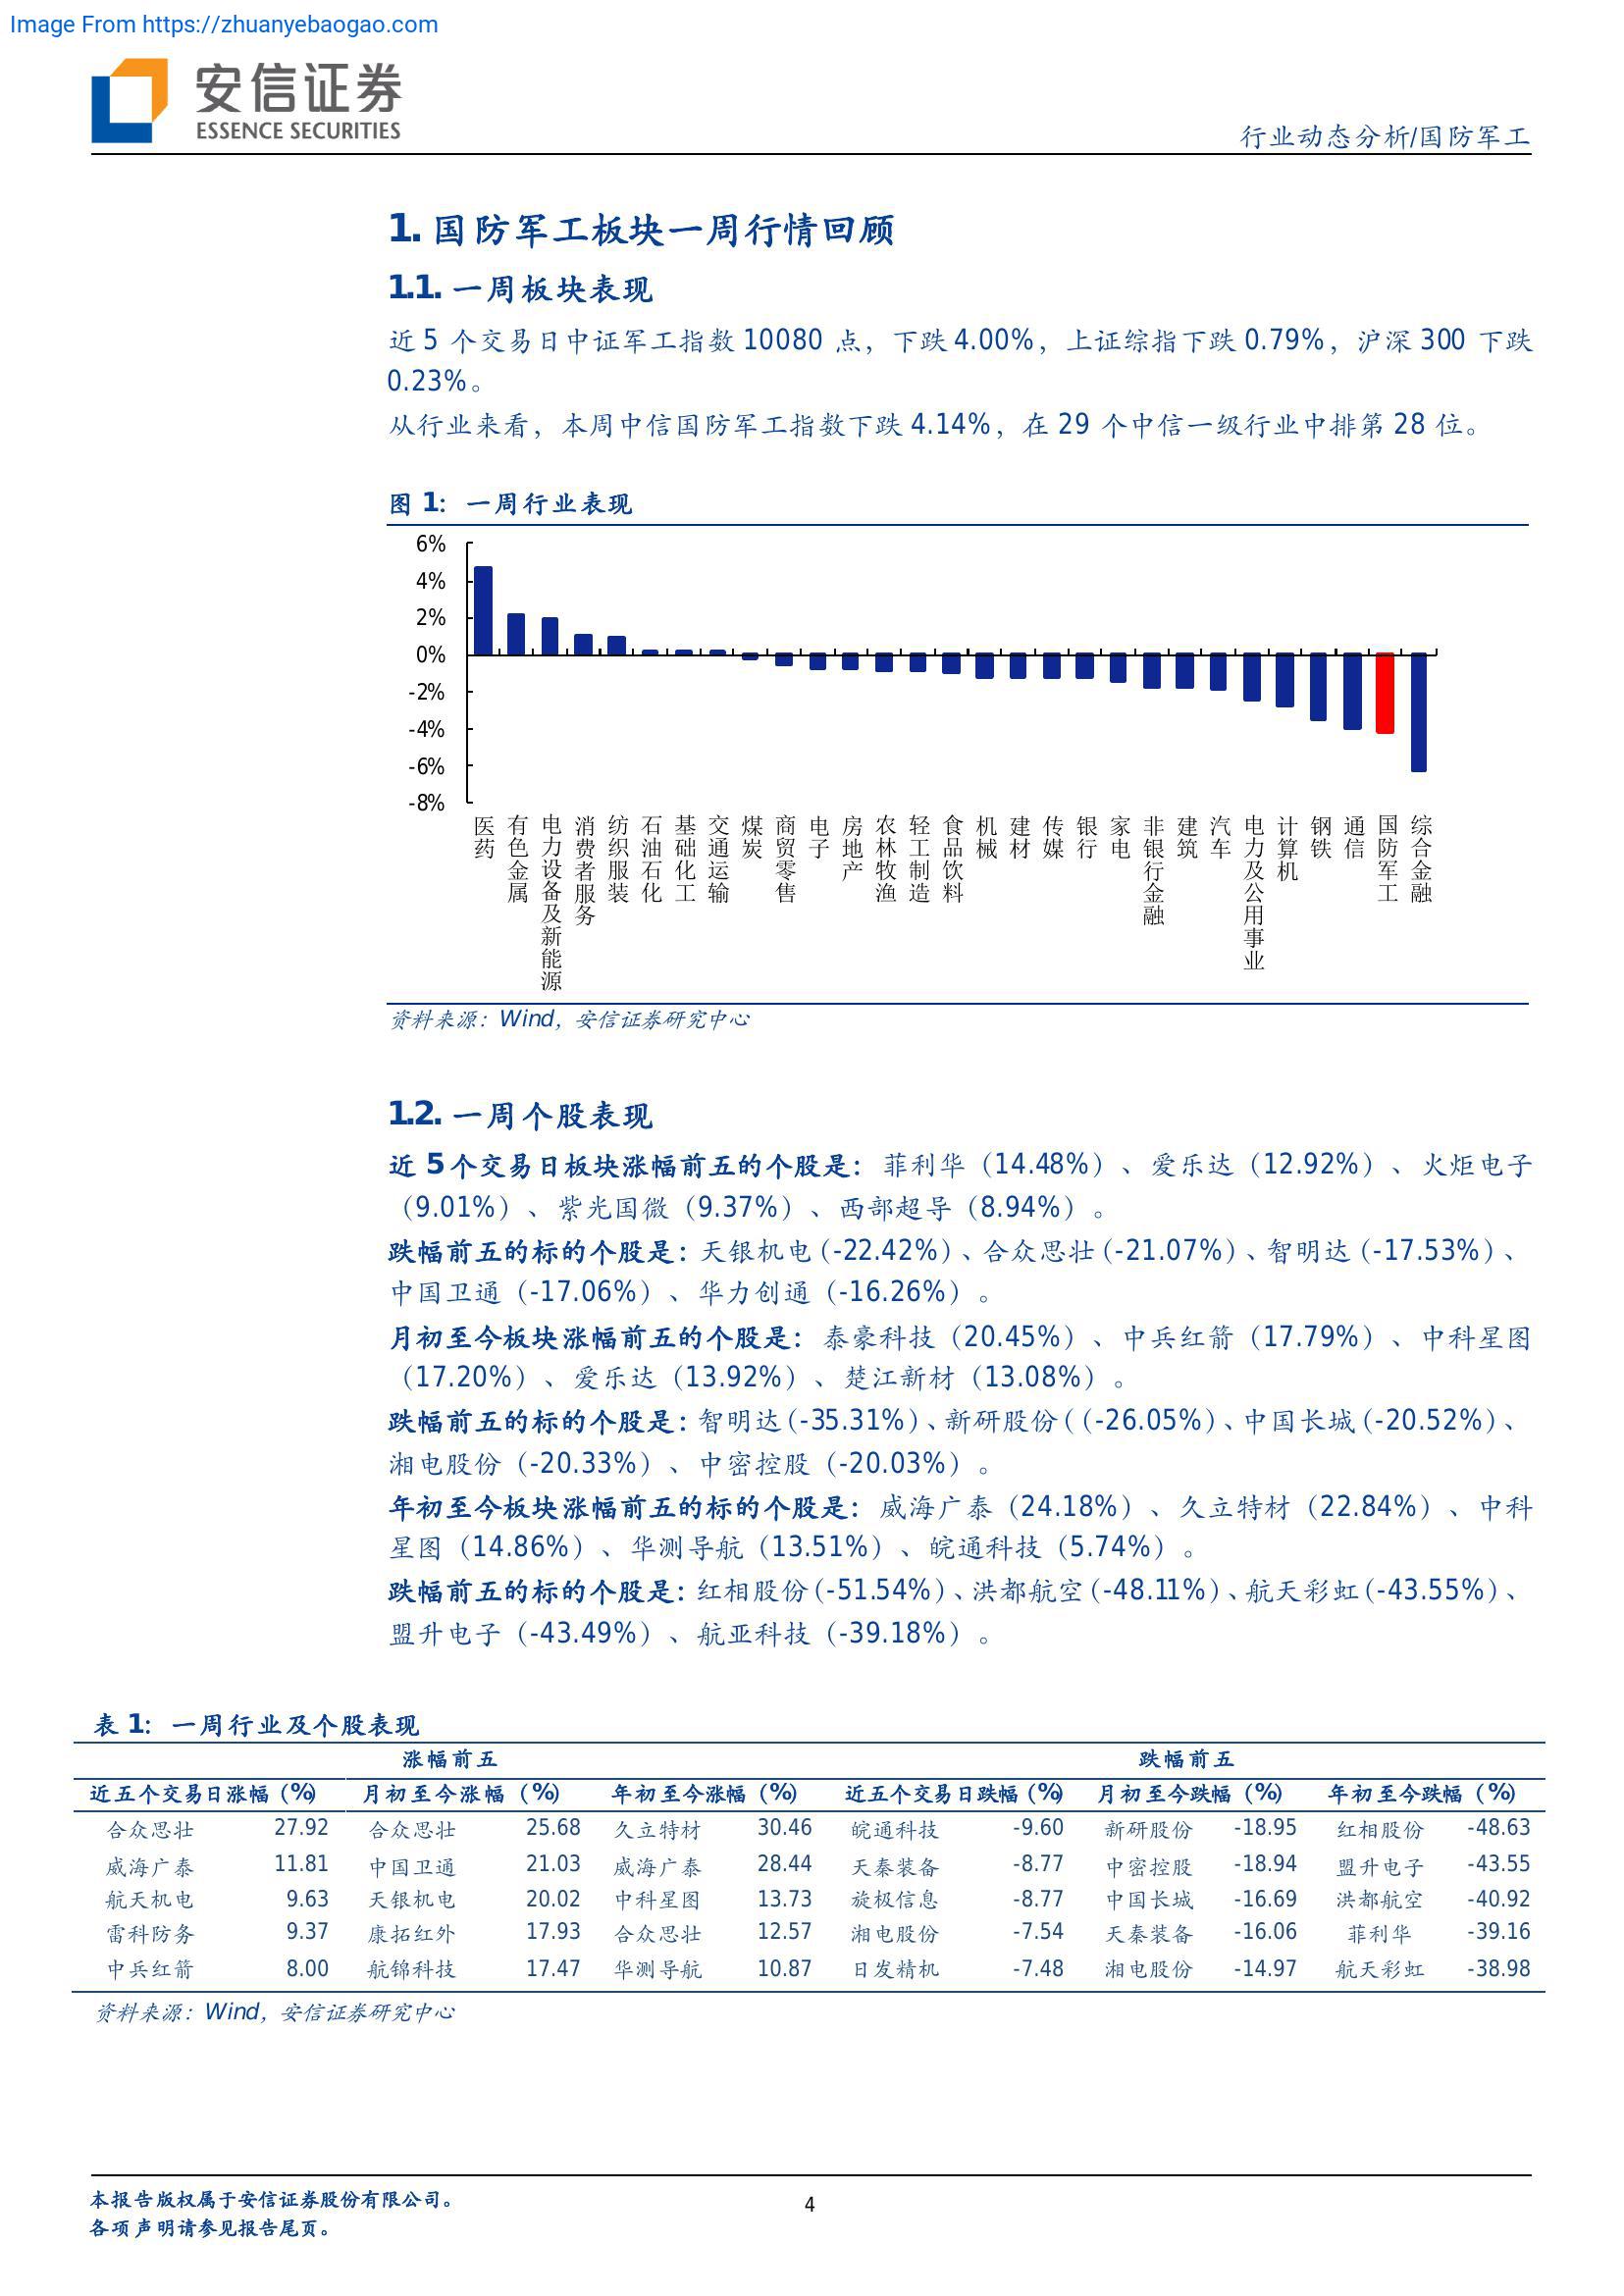 Image From https://zhuanyebaogao.com
安信证券
ESSENCE SECURITIES
行业动态分析/国防军工
1. 国防军工板块一周行情回顾
1.1. 一周板块表现
近 5 个交易日中证军工指数 10080 点，下跌 4.00%，上证综指下跌 0.79%，沪深 300 下跌
0.23%。
从行业来看，本周中信国防军工指数下跌 4.14%，在 29 个中信一级行业中排第 28 位。
图 1：一周行业表现
6%
4%
2%
0%
-2%
-4%
-6%
-8%
医药
有色金属
电力设备及新能源
消费者服务
纺织服装
石油石化
基础化工
交通运输
煤炭
商贸零售
电子
房地产
农林牧渔
轻工制造
食品饮料
机械
建材
传媒
银行
家电
非银行金融
建筑
汽车
电力及公用事业
计算机
钢铁
通信
国防军工
综合金融
资料来源：Wind，安信证券研究中心
1.2. 一周个股表现
近 5 个交易日板块涨幅前五的个股是：菲利华（14.48%）、爱乐达（12.92%）、火炬电子
（9.01%）、紫光国微（9.37%）、西部超导（8.94%）。
跌幅前五的标的个股是：天银机电（-22.42%）、合众思壮（-21.07%）、智明达（-17.53%）、
中国卫通（-17.06%）、华力创通（-16.26%）。
月初至今板块涨幅前五的个股是：泰豪科技（20.45%）、中兵红箭（17.79%）、中科星图
（17.20%）、爱乐达（13.92%）、楚江新材（13.08%）。
跌幅前五的标的个股是：智明达（-35.31%）、新研股份（（-26.05%）、中国长城（-20.52%）、
湘电股份（-20.33%）、中密控股（-20.03%）。
年初至今板块涨幅前五的标的个股是：威海广泰（24.18%）、久立特材（22.84%）、中科
星图（14.86%）、华测导航（13.51%）、皖通科技（5.74%）。
跌幅前五的标的个股是：红相股份（-51.54%）、洪都航空（-48.11%）、航天彩虹（-43.55%）、
盟升电子（-43.49%）、航亚科技（-39.18%）。
表 1：一周行业及个股表现
涨幅前五 跌幅前五
近五个交易日涨幅（%） 月初至今涨幅（%） 年初至今涨幅（%） 近五个交易日跌幅（%） 月初至今跌幅（%） 年初至今跌幅（%）
合众思壮 27.92 合众思壮 25.68 久立特材 30.46 皖通科技 -9.60 新研股份 -18.95 红相股份 -48.63
威海广泰 11.81 中国卫通 21.03 威海广泰 28.44 天秦装备 -8.77 中密控股 -18.94 盟升电子 -43.55
航天机电 9.63 天银机电 20.02 中科星图 13.73 旋极信息 -8.77 中国长城 -16.69 洪都航空 -40.92
雷科防务 9.37 康拓红外 17.93 合众思壮 12.57 湘电股份 -7.54 天秦装备 -16.06 菲利华 -39.16
中兵红箭 8.00 航锦科技 17.47 华测导航 10.87 日发精机 -7.48 湘电股份 -14.97 航天彩虹 -38.98
资料来源：Wind，安信证券研究中心
本报告版权属于安信证券股份有限公司。
4
各项声明请参见报告尾页。